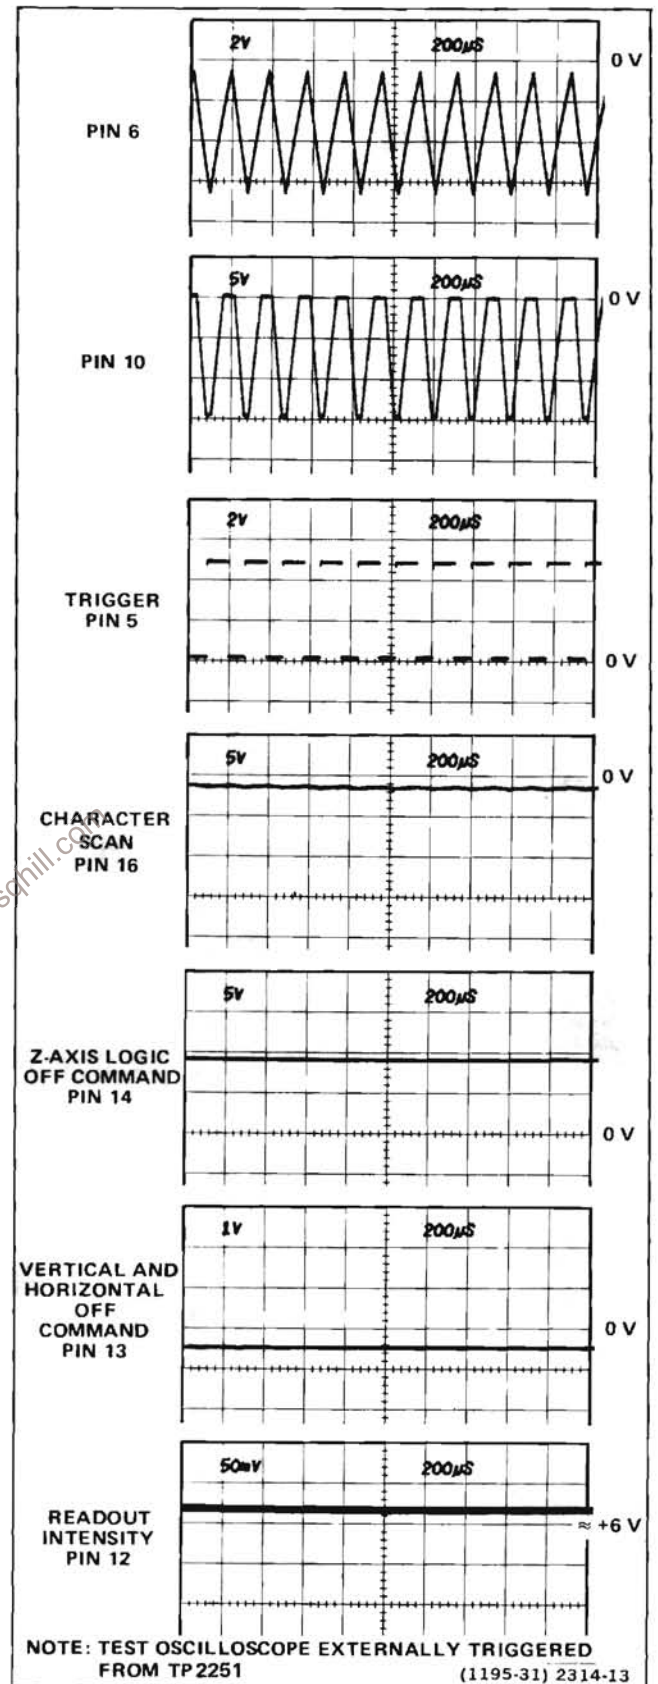 2V 200µS
0 V
PIN 6
5V 200µS
0 V
PIN 10
2V 200µS
TRIGGER
PIN 5
0 V
5V 200µS
0 V
CHARACTER
SCAN
PIN 16
sqhill.com
5V 200µS
Z-AXIS LOGIC
OFF COMMAND
PIN 14
0 V
1V 200µS
VERTICAL AND
HORIZONTAL
OFF
COMMAND
PIN 13
0 V
50mV 200µS
READOUT
INTENSITY
PIN 12
≈ +6 V
NOTE: TEST OSCILLOSCOPE EXTERNALLY TRIGGERED
FROM TP2251
(1195-31) 2314-13